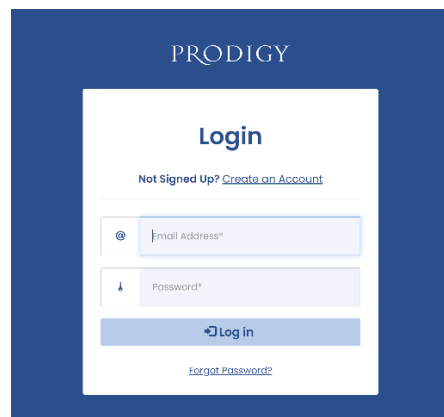 PRODIGY
Login
Not Signed Up? Create an Account
@ Email Address*
Password*
Log in
Forgot Password?